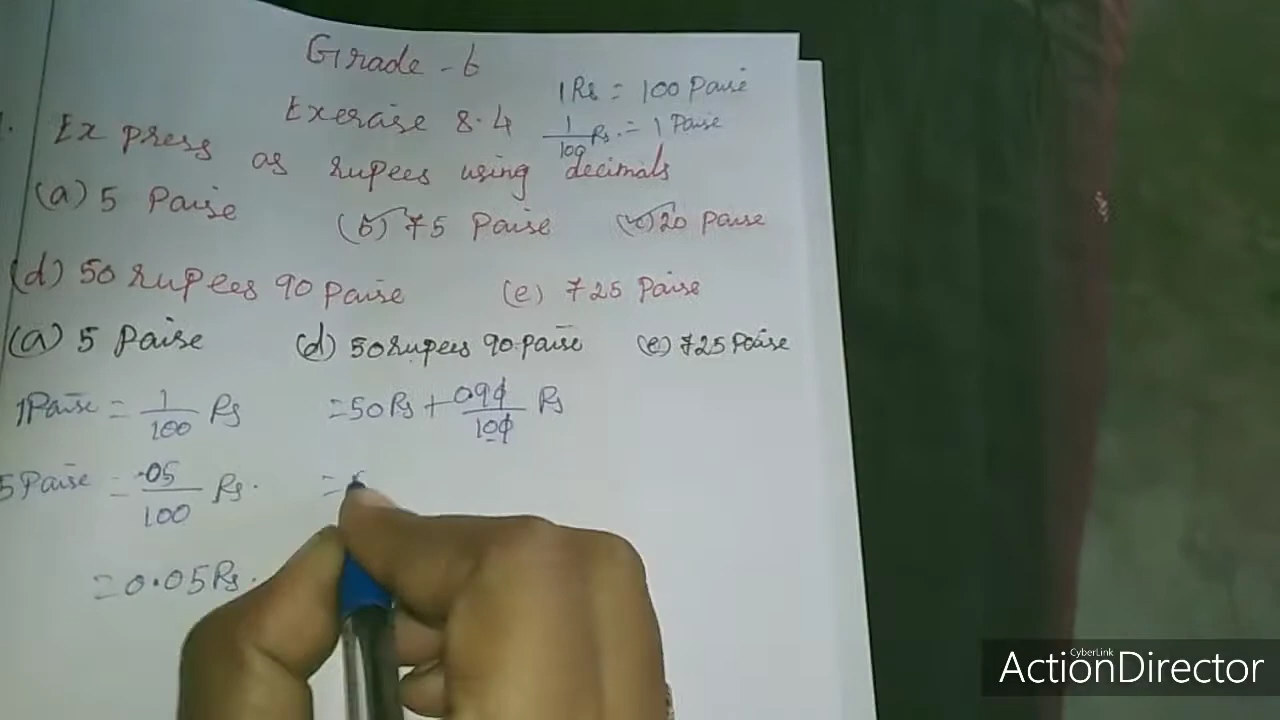 Grade - 6
1 Rs = 100 Paise
Exercise 8.4
1/100 Rs. = 1 Paise
1. Express as rupees using decimals
(a) 5 Paise (b) 75 Paise (c) 20 Paise
(d) 50 rupees 90 paise (e) 725 Paise
(a) 5 Paise (d) 50 rupees 90 paise (e) 725 Paise
1 Paise = 1/100 Rs = 50 Rs + 090/100 Rs
5 Paise = .05/100 Rs. =
= 0.05 Rs.
CyberLink
ActionDirector